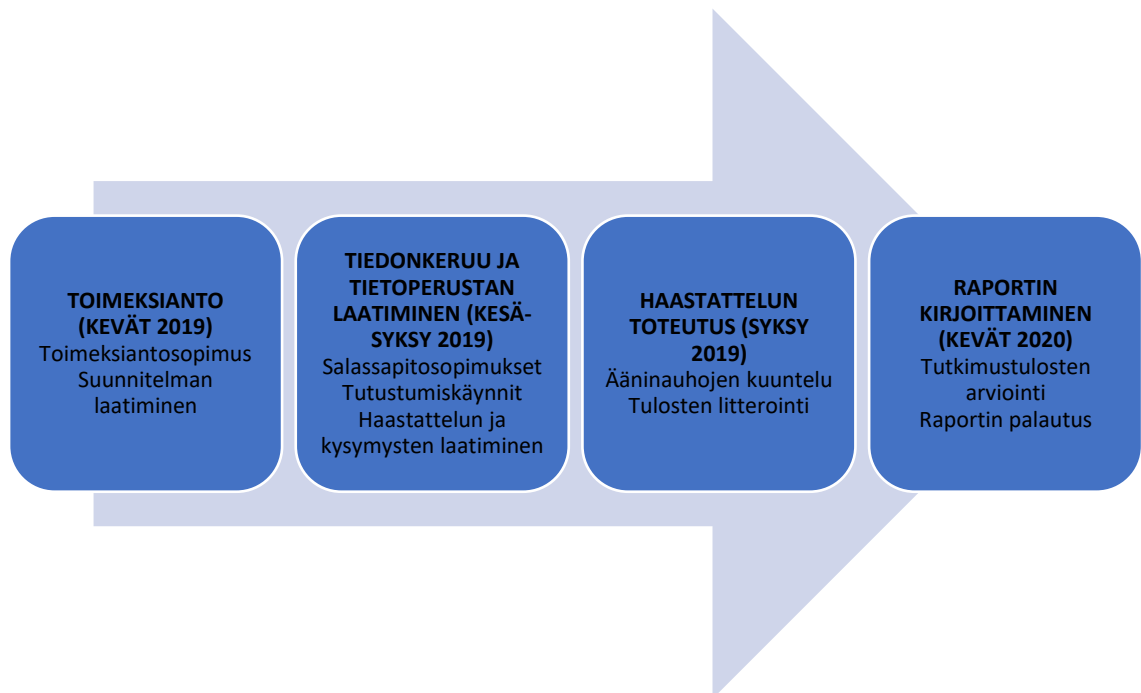 TOIMEKSIANTO
(KEVÄT 2019)
Toimeksiantosopimus
Suunnitelman
laatiminen
TIEDONKERUU JA
TIETOPERUSTAN
LAATIMINEN (KESÄ-
SYKSY 2019)
Salassapitosopimukset
Tutustumiskäynnit
Haastattelun ja
kysymysten laatiminen
HAASTATTELUN
TOTEUTUS (SYKSY
2019)
Ääninauhojen kuuntelu
Tulosten litterointi
RAPORTIN
KIRJOITTAMINEN
(KEVÄT 2020)
Tutkimustulosten
arviointi
Raportin palautus